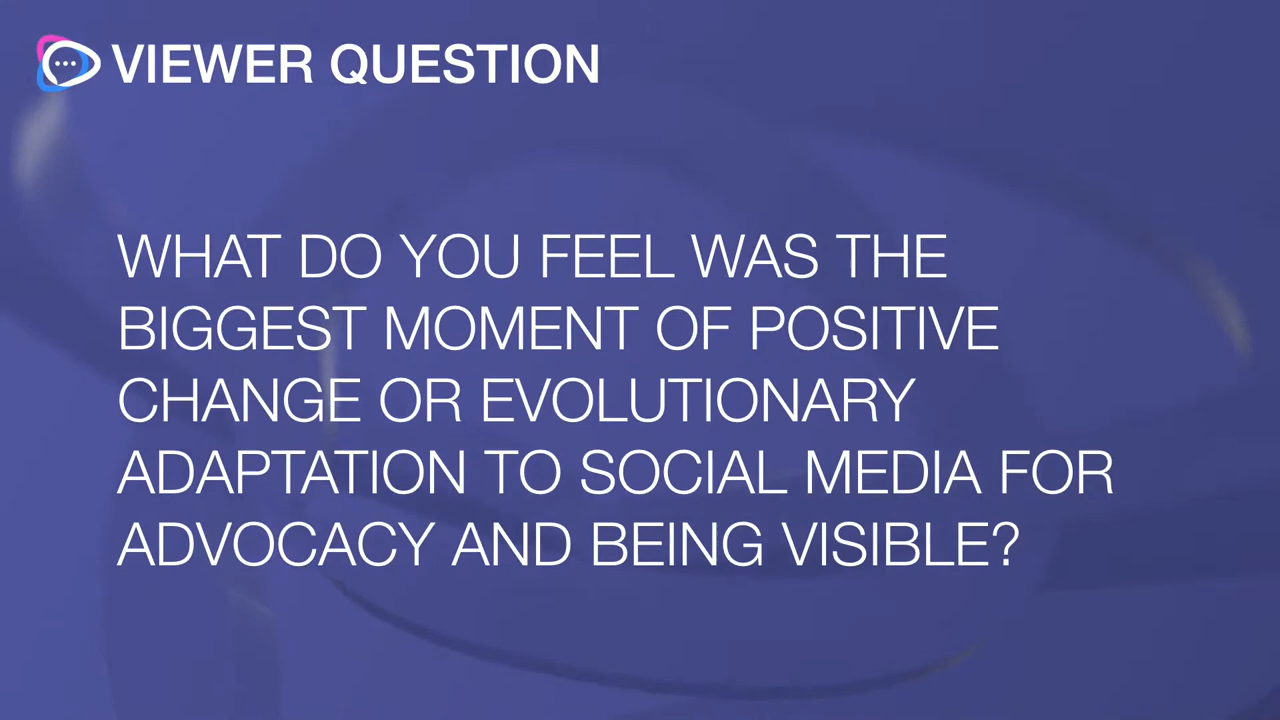 VIEWER QUESTION
WHAT DO YOU FEEL WAS THE
BIGGEST MOMENT OF POSITIVE
CHANGE OR EVOLUTIONARY
ADAPTATION TO SOCIAL MEDIA FOR
ADVOCACY AND BEING VISIBLE?